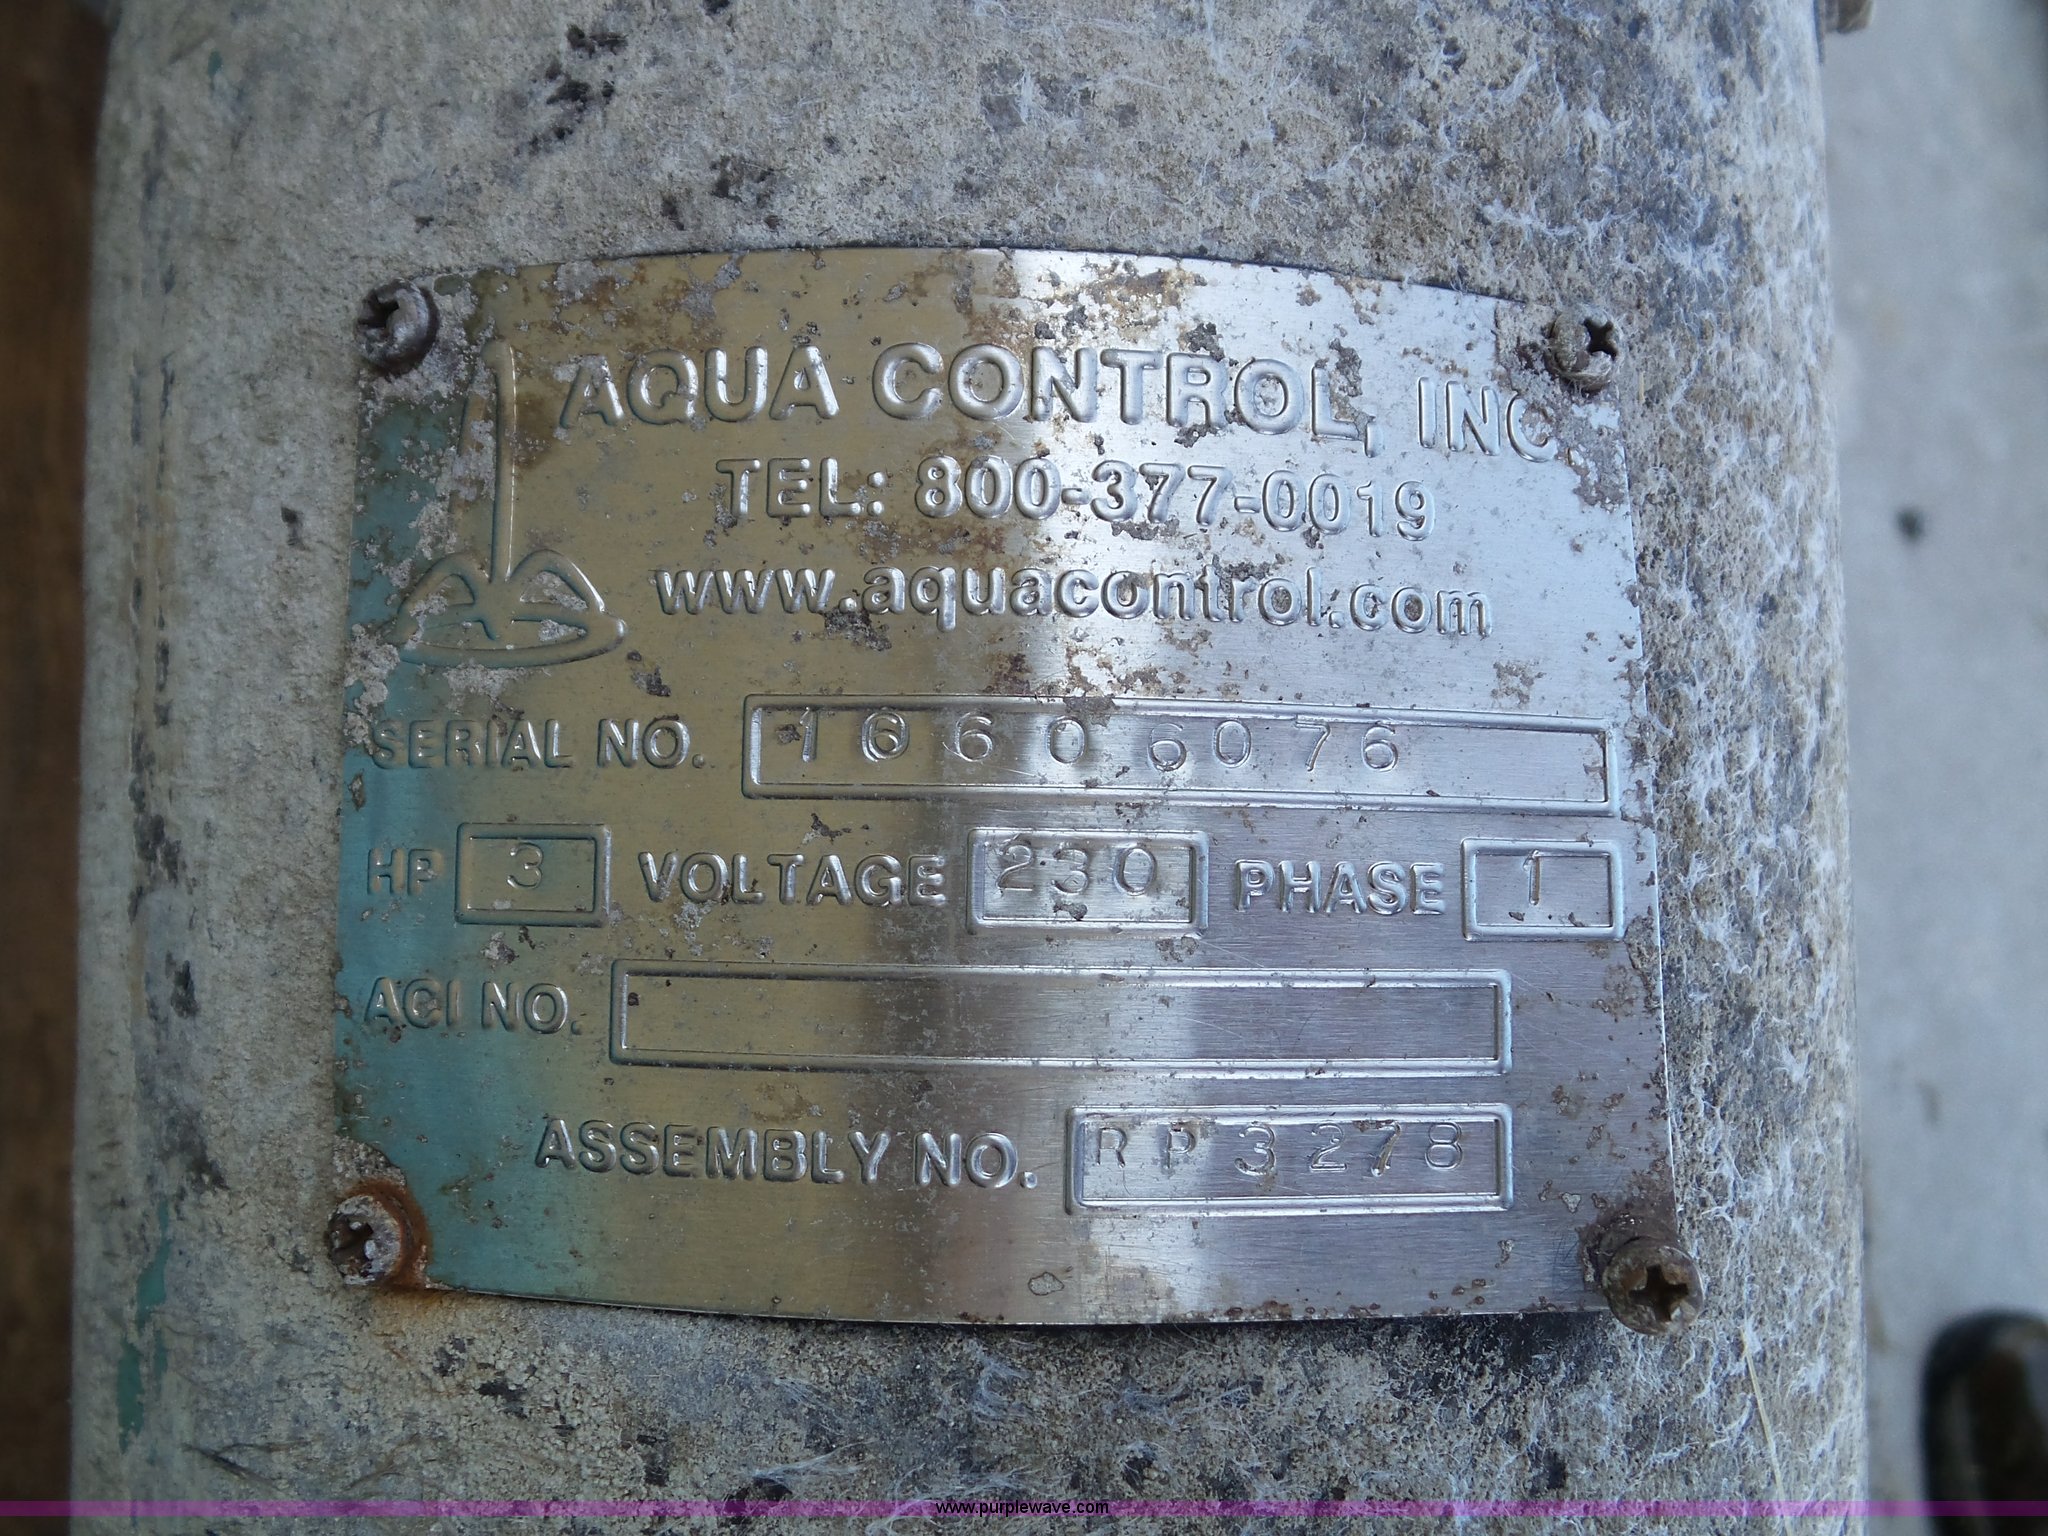 AQUA CONTROL, INC.
TEL: 800-377-0019
www.aquacontrol.com
SERIAL NO. 16606076
HP 3 VOLTAGE 230 PHASE 1
ACI NO.
ASSEMBLY NO. RP3278
www.purplewave.com